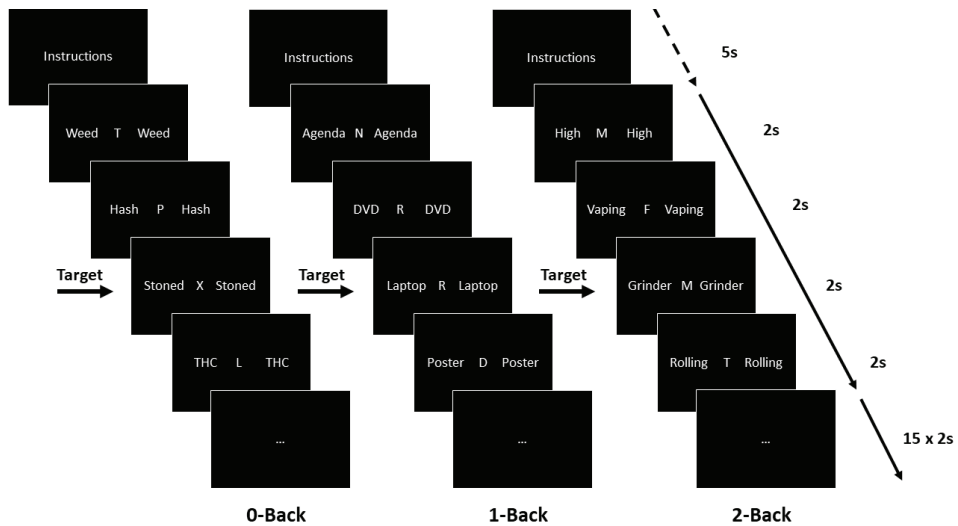 Instructions
Weed T Weed
Hash P Hash
Target
Stoned X Stoned
THC L THC
...
0-Back
Instructions
Agenda N Agenda
DVD R DVD
Target
Laptop R Laptop
Poster D Poster
...
1-Back
Instructions
High M High
Vaping F Vaping
Target
Grinder M Grinder
Rolling T Rolling
...
2-Back
5s
2s
2s
2s
2s
15 x 2s